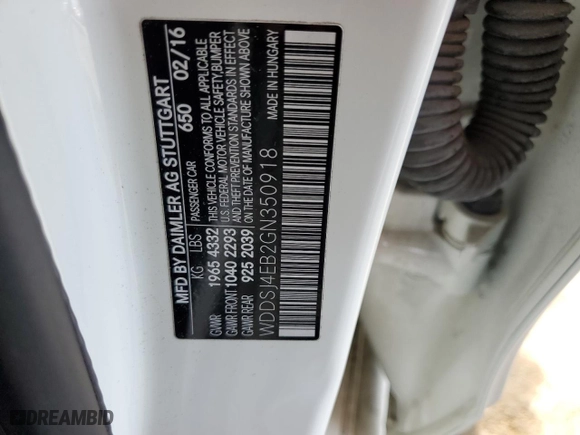 MFD BY DAIMLER AG STUTTGART
PASSENGER CAR 650 02/16
KG LBS
THIS VEHICLE CONFORMS TO ALL APPLICABLE
U.S. FEDERAL MOTOR VEHICLE SAFETY,BUMPER
AND THEFT PREVENTION STANDARDS IN EFFECT
ON THE DATE OF MANUFACTURE SHOWN ABOVE
GVWR 1965 4332
GAWR FRONT 1040 2293
GAWR REAR 925 2039
MADE IN HUNGARY
WDDSJ4EB2GN350918
DREAMBID